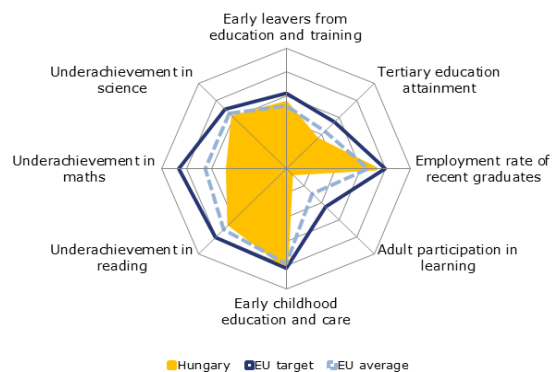 Early leavers from
education and training
Underachievement in
science
Tertiary education
attainment
Underachievement in
maths
Employment rate of
recent graduates
Underachievement in
reading
Adult participation in
learning
Early childhood
education and care
Hungary EU target EU average